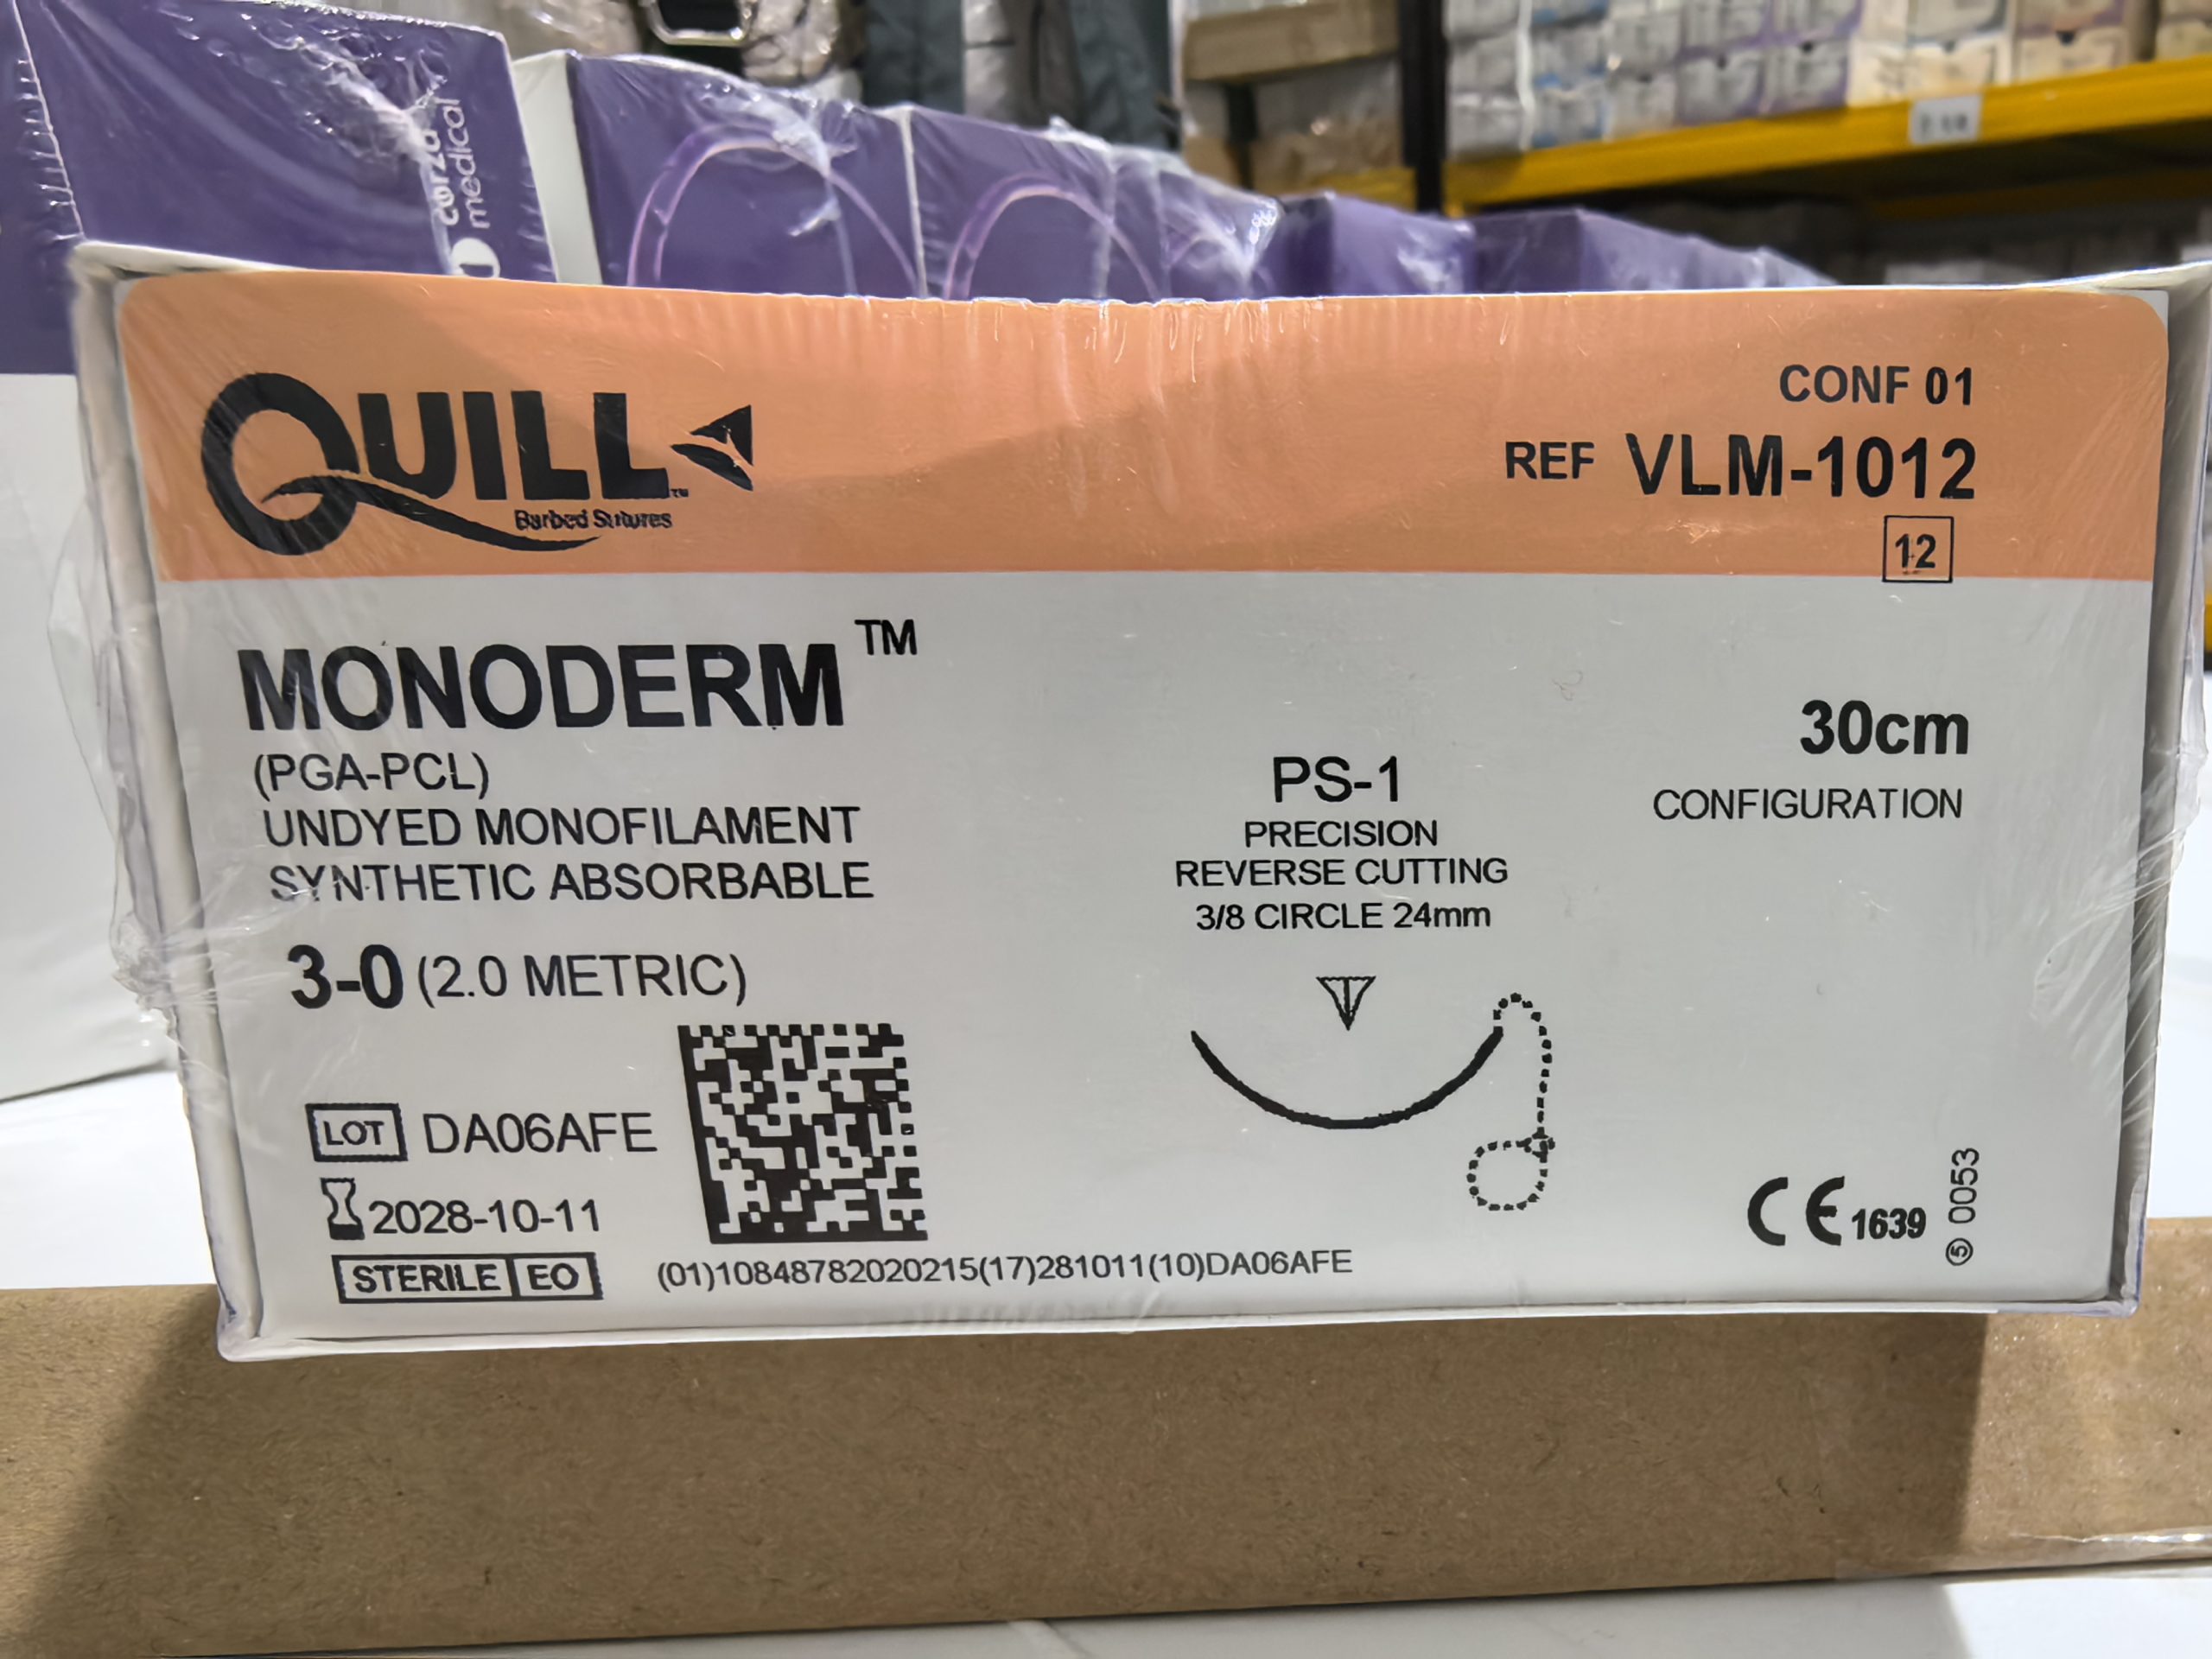 corza
medical
QUILL™
Barbed Sutures
CONF 01
REF VLM-1012
12
MONODERM™
(PGA-PCL)
UNDYED MONOFILAMENT
SYNTHETIC ABSORBABLE
3-0 (2.0 METRIC)
PS-1
PRECISION
REVERSE CUTTING
3/8 CIRCLE 24mm
30cm
CONFIGURATION
LOT DA06AFE
2028-10-11
STERILE EO
(01)10848782020215(17)281011(10)DA06AFE
CE 1639
5 0053